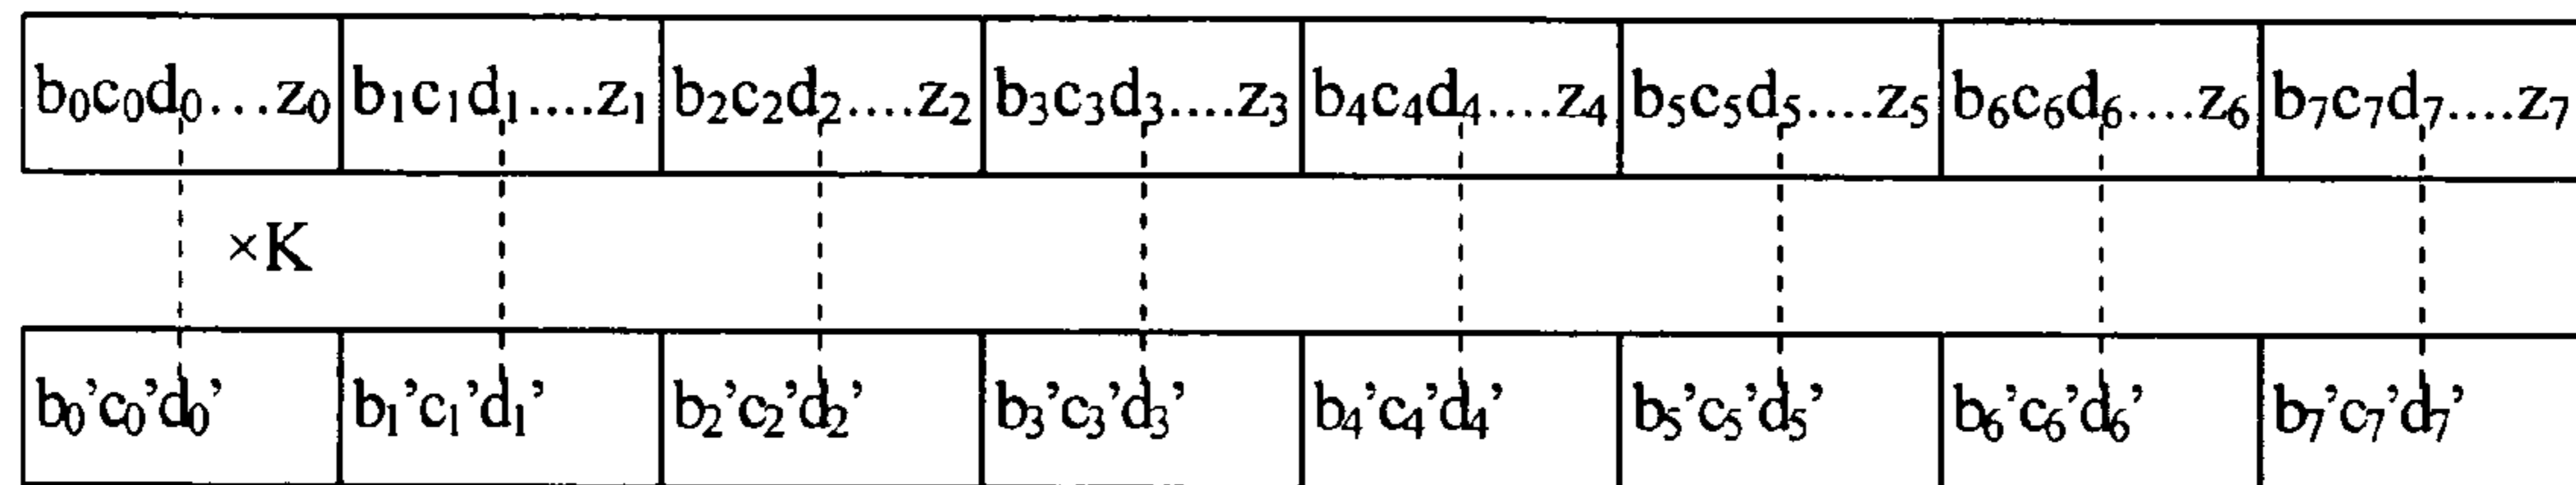 b₀c₀d₀...z₀ b₁c₁d₁....z₁ b₂c₂d₂....z₂ b₃c₃d₃....z₃ b₄c₄d₄....z₄ b₅c₅d₅....z₅ b₆c₆d₆....z₆ b₇c₇d₇....z₇
×K
b₀’c₀’d₀’ b₁’c₁’d₁’ b₂’c₂’d₂’ b₃’c₃’d₃’ b₄’c₄’d₄’ b₅’c₅’d₅’ b₆’c₆’d₆’ b₇’c₇’d₇’